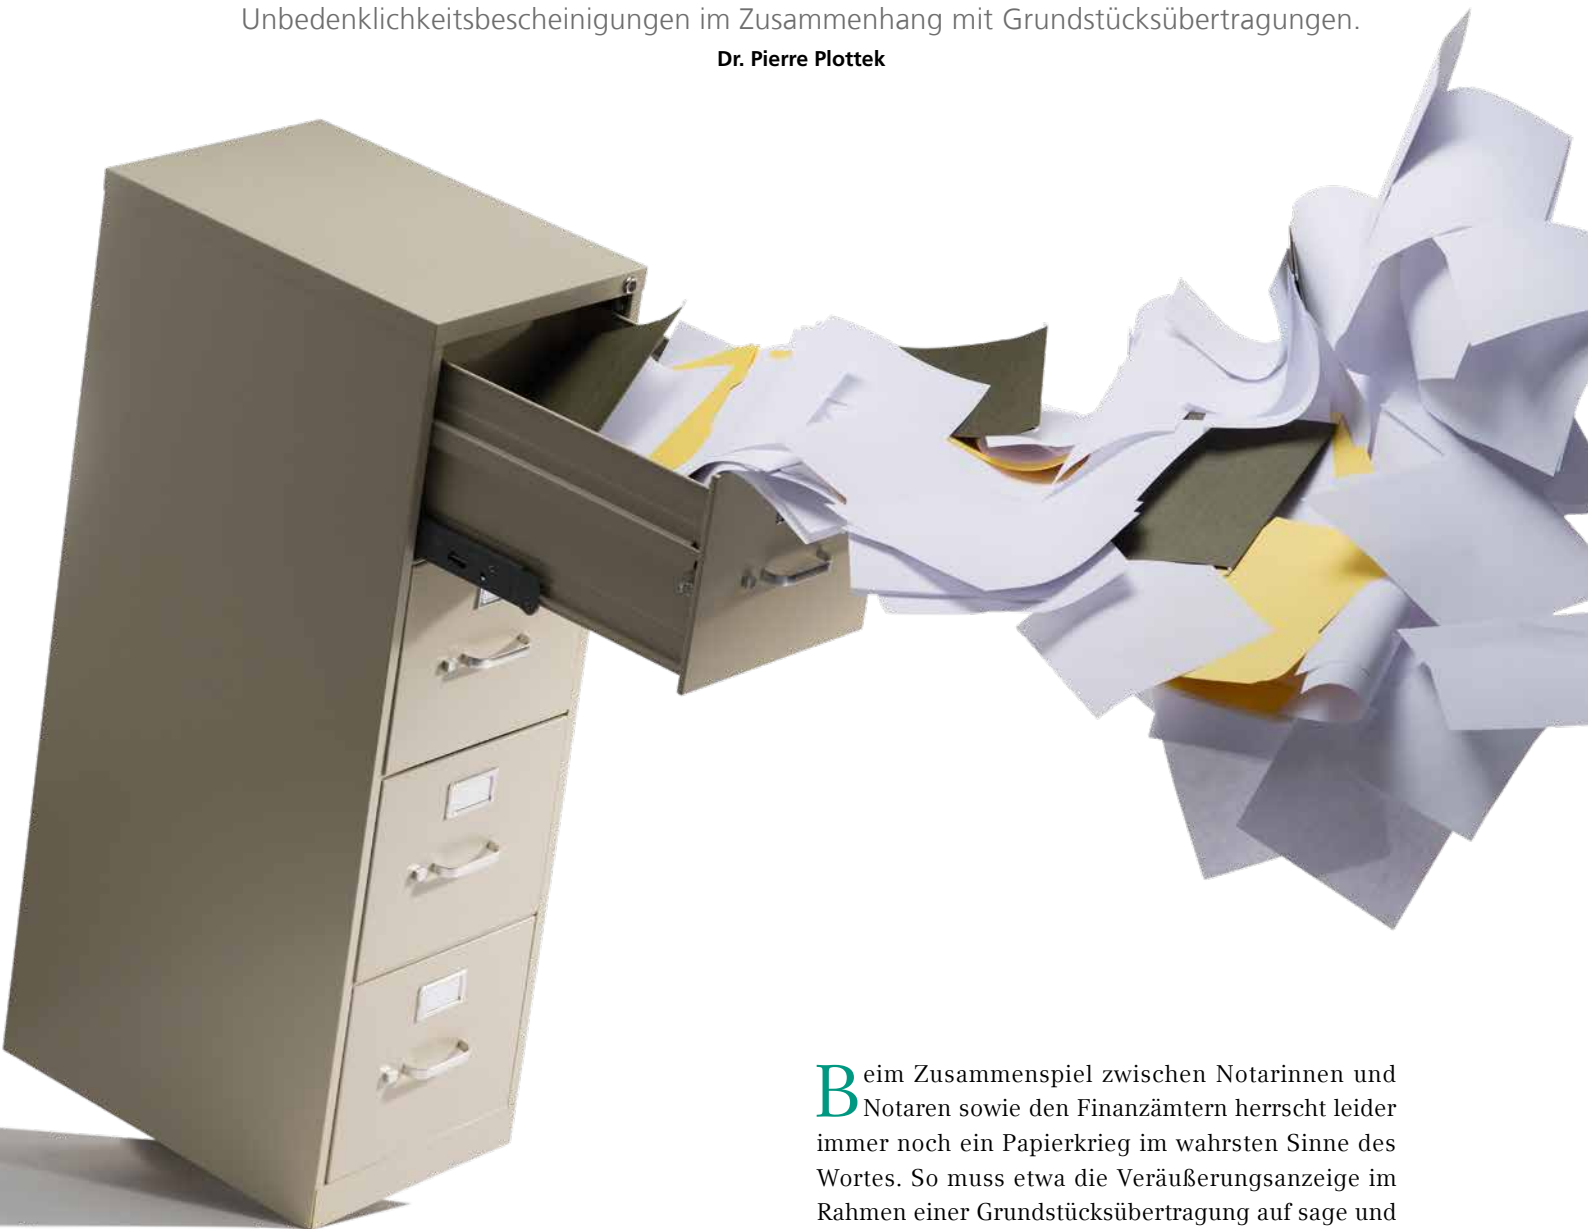 Unbedenklichkeitsbescheinigungen im Zusammenhang mit Grundstücksübertragungen.
Dr. Pierre Plottek
Beim Zusammenspiel zwischen Notarinnen und
Notaren sowie den Finanzämtern herrscht leider
immer noch ein Papierkrieg im wahrsten Sinne des
Wortes. So muss etwa die Veräußerungsanzeige im
Rahmen einer Grundstücksübertragung auf sage und